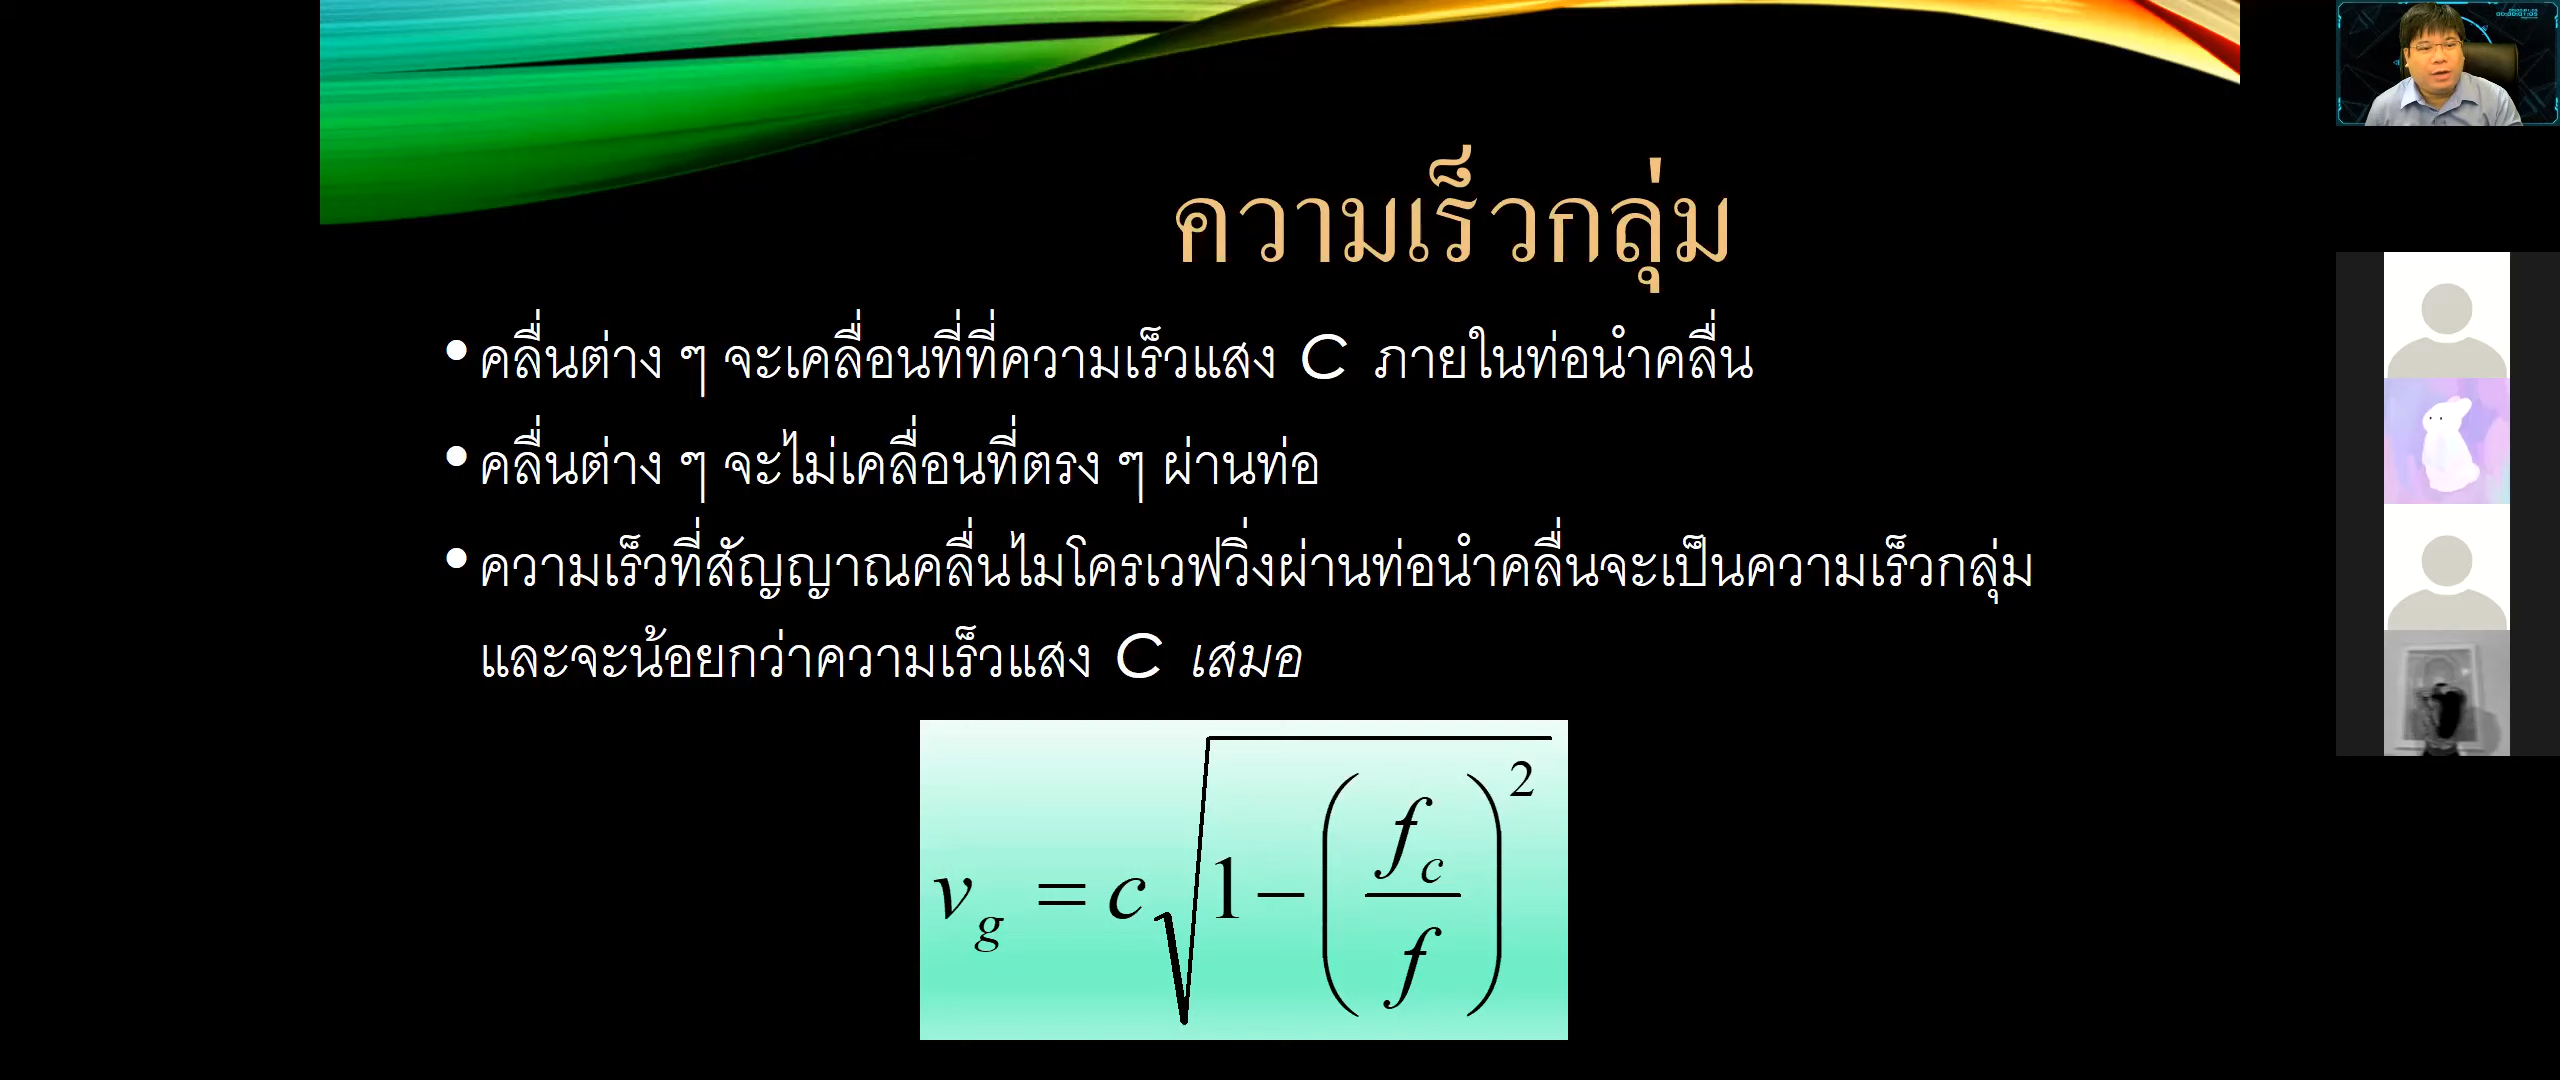 ความเร็วกลุ่ม
• คลื่นต่าง ๆ จะเคลื่อนที่ที่ความเร็วแสง C ภายในท่อนำคลื่น
• คลื่นต่าง ๆ จะไม่เคลื่อนที่ตรง ๆ ผ่านท่อ
• ความเร็วที่สัญญาณคลื่นไมโครเวฟวิ่งผ่านท่อนำคลื่นจะเป็นความเร็วกลุ่ม
และจะน้อยกว่าความเร็วแสง C เสมอ
v_g = c√(1−(f_c/f)²)